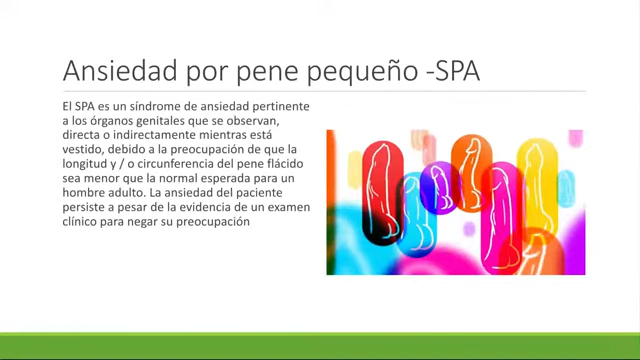 Ansiedad por pene pequeño -SPA
El SPA es un síndrome de ansiedad pertinente
a los órganos genitales que se observan,
directa o indirectamente mientras está
vestido, debido a la preocupación de que la
longitud y / o circunferencia del pene flácido
sea menor que la normal esperada para un
hombre adulto. La ansiedad del paciente
persiste a pesar de la evidencia de un examen
clínico para negar su preocupación